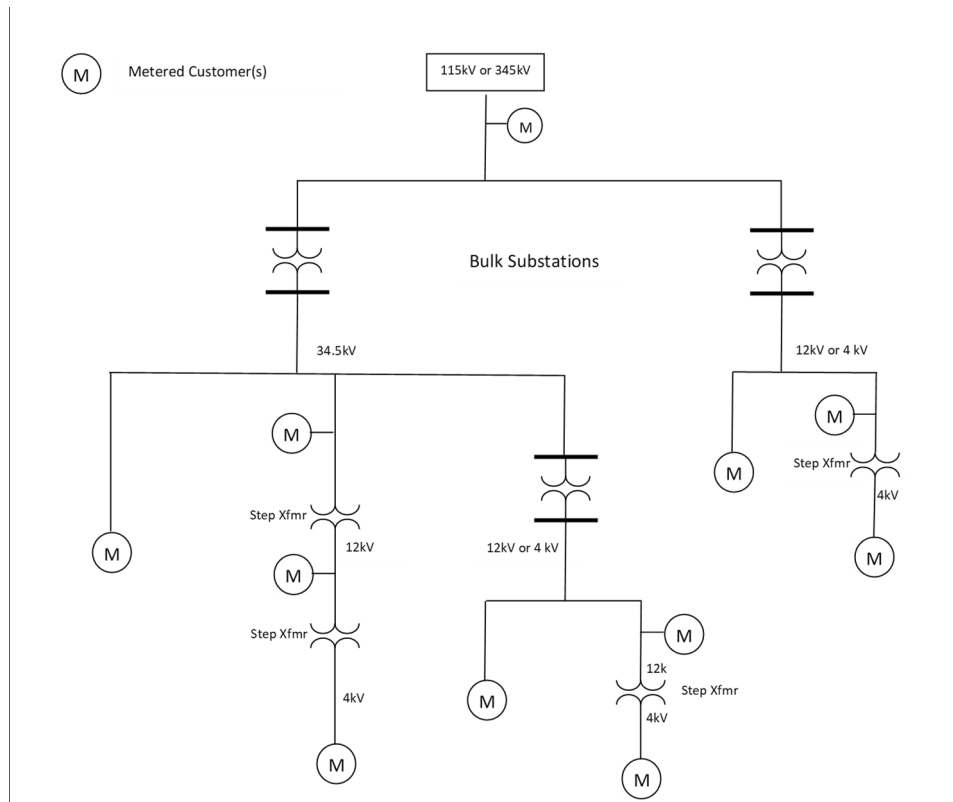 M
Metered Customer(s)
115kV or 345kV
M
Bulk Substations
34.5kV
12kV or 4 kV
M
M
Step Xfmr
M
4kV
Step Xfmr
12kV
12kV or 4 kV
M
M
M
Step Xfmr
M
12k
Step Xfmr
4kV
4kV
M
M
M